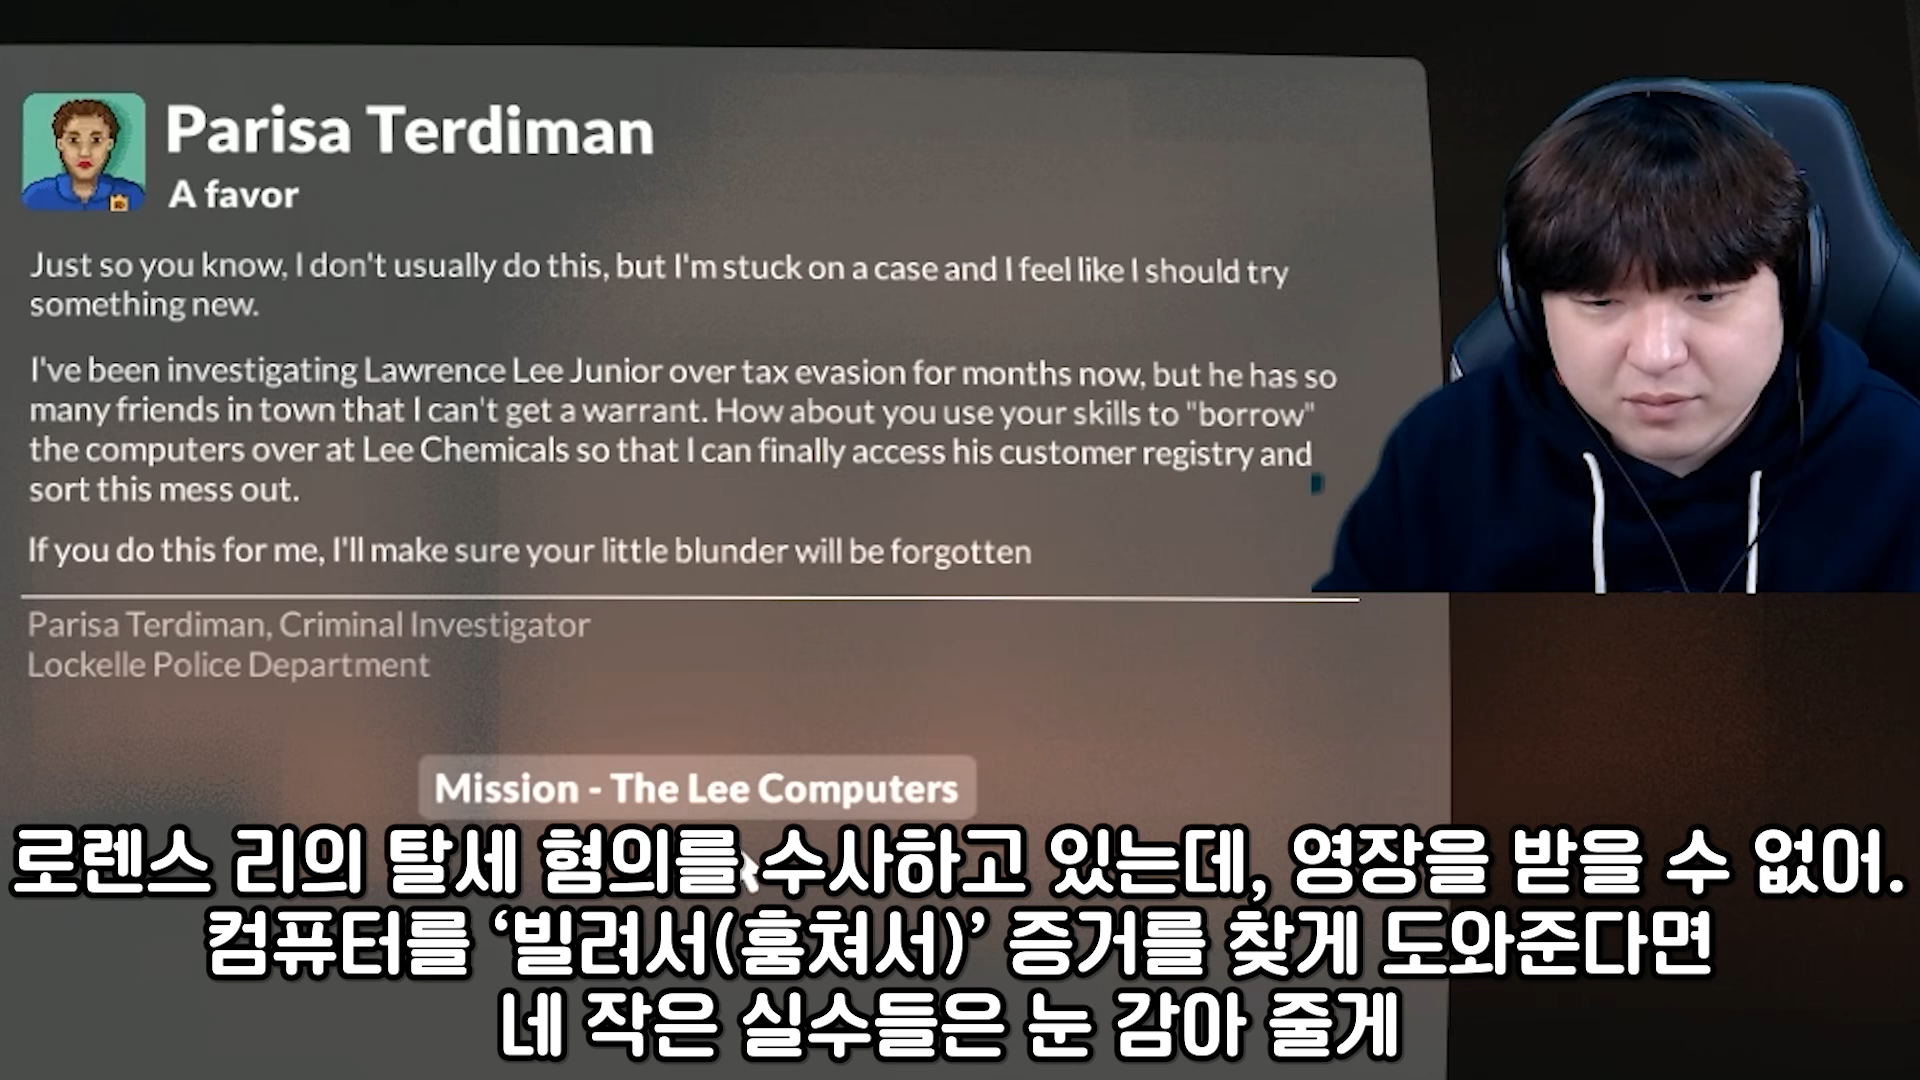 Parisa Terdiman
A favor
Just so you know, I don't usually do this, but I'm stuck on a case and I feel like I should try
something new.
I've been investigating Lawrence Lee Junior over tax evasion for months now, but he has so
many friends in town that I can't get a warrant. How about you use your skills to "borrow"
the computers over at Lee Chemicals so that I can finally access his customer registry and
sort this mess out.
If you do this for me, I'll make sure your little blunder will be forgotten
Parisa Terdiman, Criminal Investigator
Lockelle Police Department
Mission - The Lee Computers
로렌스 리의 탈세 혐의를 수사하고 있는데, 영장을 받을 수 없어.
컴퓨터를 ‘빌려서(훔쳐서)’ 증거를 찾게 도와준다면
네 작은 실수들은 눈 감아 줄게